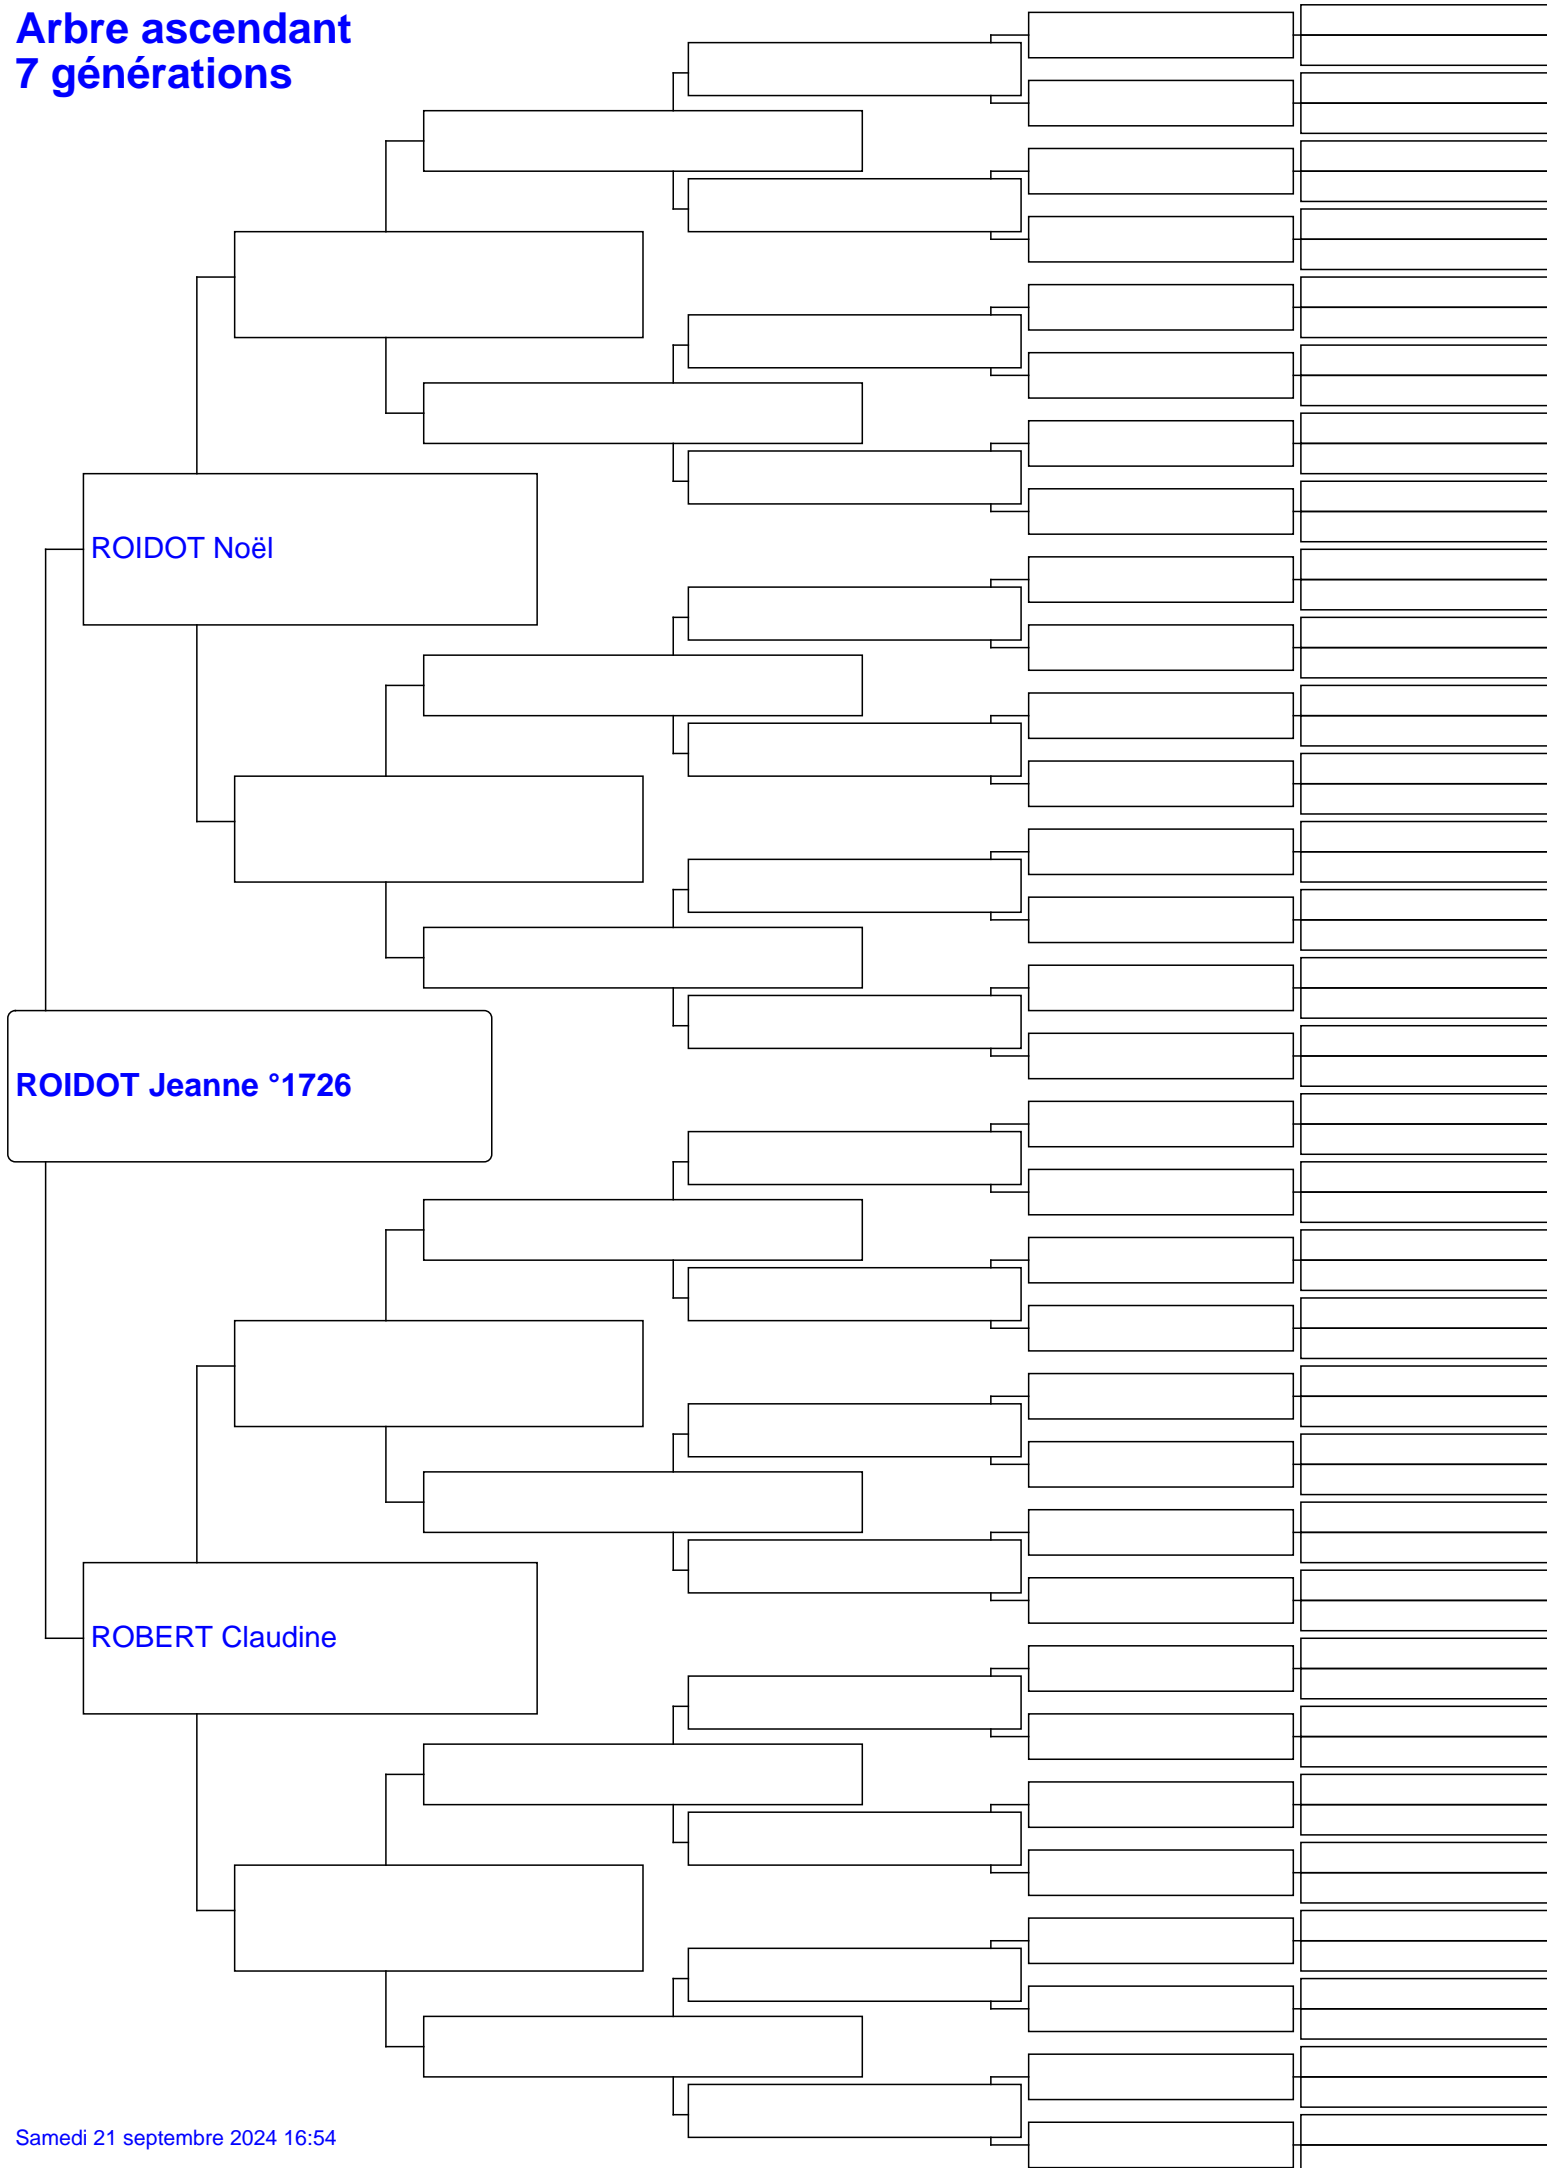 Arbre ascendant
7 générations
ROIDOT Noël
ROIDOT Jeanne °1726
ROBERT Claudine
Samedi 21 septembre 2024 16:54